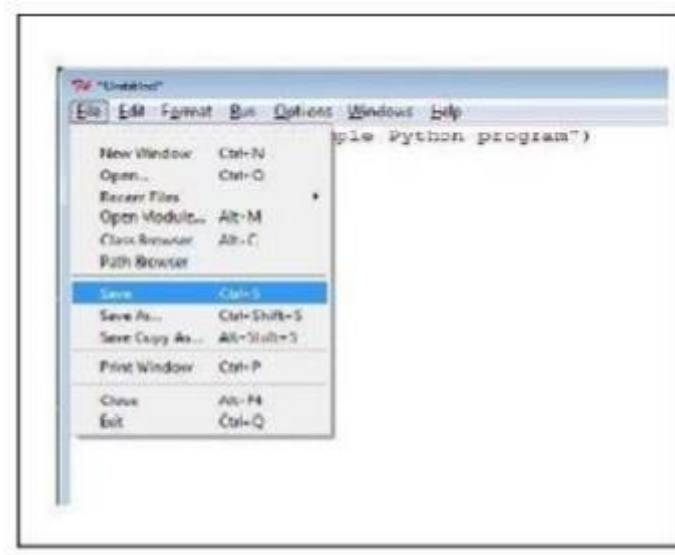 "Untitled"
File Edit Format Run Options Windows Help
ple Python program")
New Window Ctrl+N
Open... Ctrl+O
Recent Files
Open Module... Alt+M
Class Browser Alt+C
Path Browser
Save Ctrl+S
Save As... Ctrl+Shift+S
Save Copy As... Alt+Shift+S
Print Window Ctrl+P
Close Alt+F4
Exit Ctrl+Q